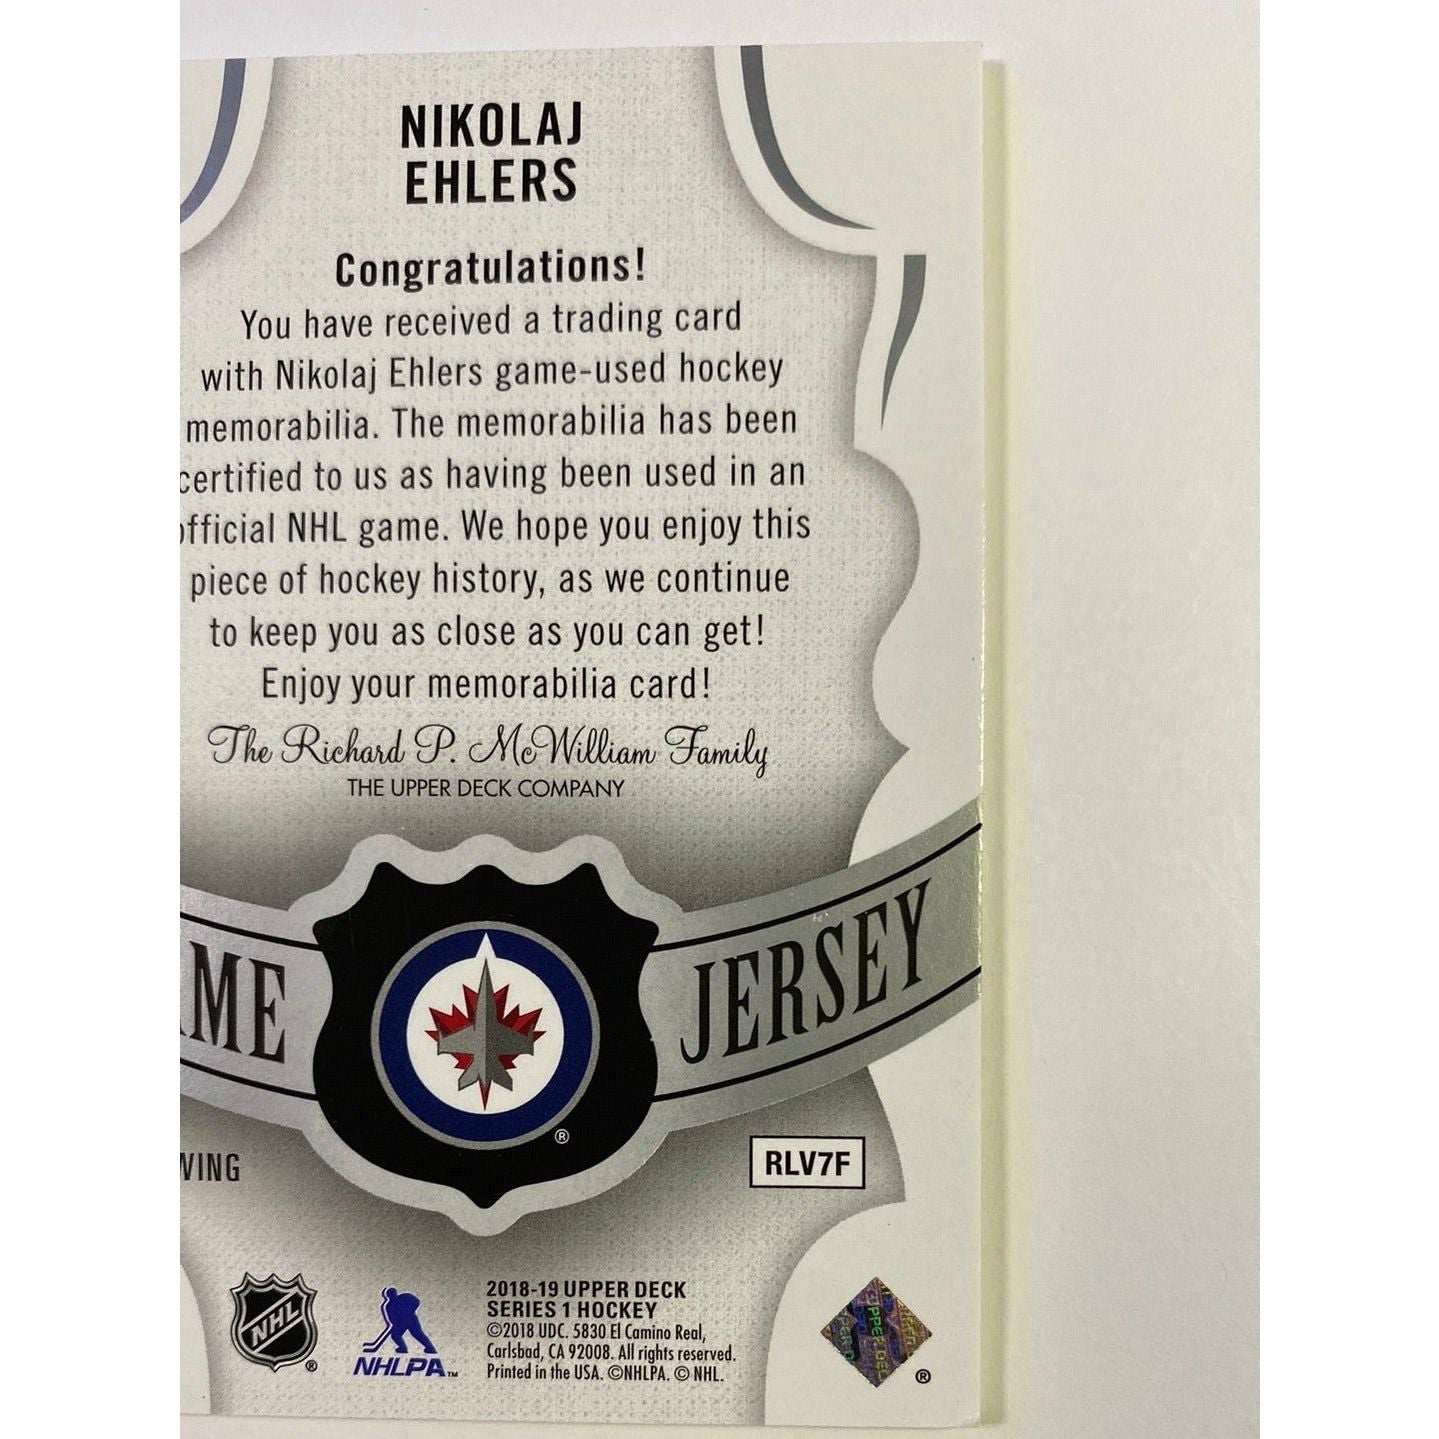 NIKOLAJ
EHLERS
Congratulations!
You have received a trading card
with Nikolaj Ehlers game-used hockey
memorabilia. The memorabilia has been
certified to us as having been used in an
official NHL game. We hope you enjoy this
piece of hockey history, as we continue
to keep you as close as you can get!
Enjoy your memorabilia card!
The Richard P. McWilliam Family
THE UPPER DECK COMPANY
AME JERSEY
®
WING
RLV7F
NHL ®
NHLPA™
2018-19 UPPER DECK
SERIES 1 HOCKEY
©2018 UDC. 5830 El Camino Real,
Carlsbad, CA 92008. All rights reserved.
Printed in the USA. ©NHLPA. © NHL.
®